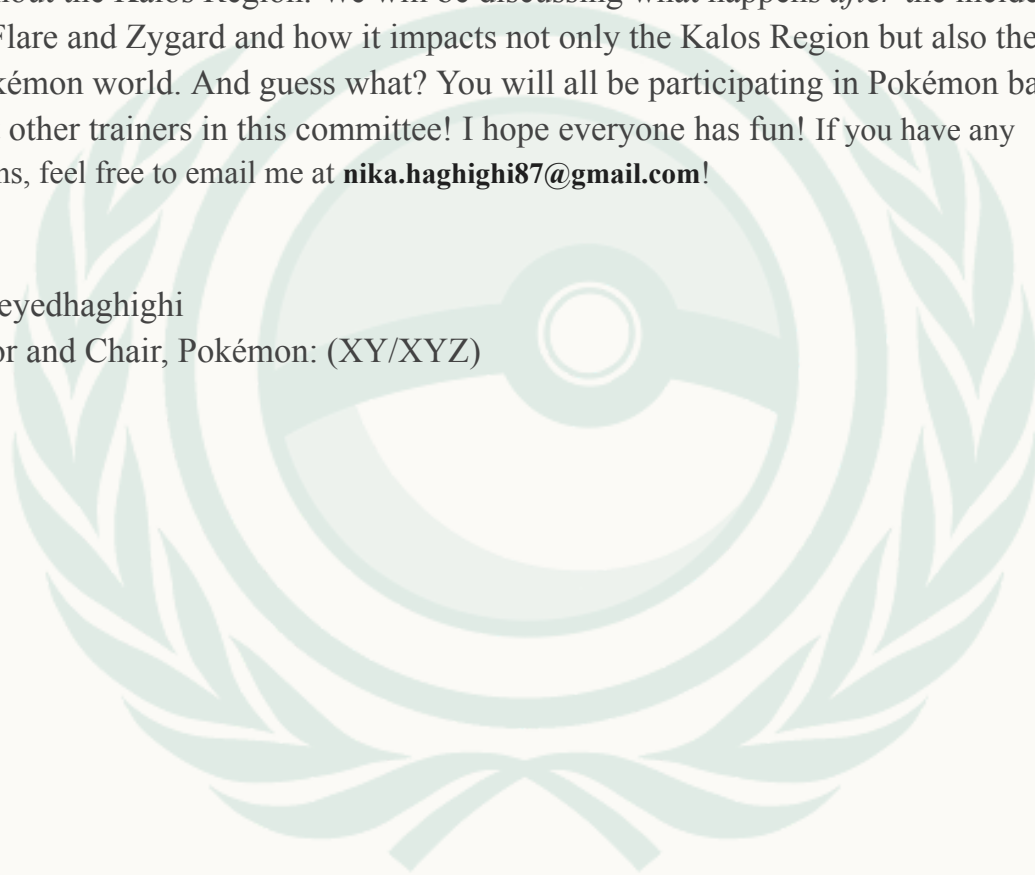 out the Kalos Region. We will be discussing what happens after the incide
Flare and Zygard and how it impacts not only the Kalos Region but also the
kémon world. And guess what? You will all be participating in Pokémon ba
other trainers in this committee! I hope everyone has fun! If you have any
ns, feel free to email me at nika.haghighi87@gmail.com!
eyedhaghighi
or and Chair, Pokémon: (XY/XYZ)